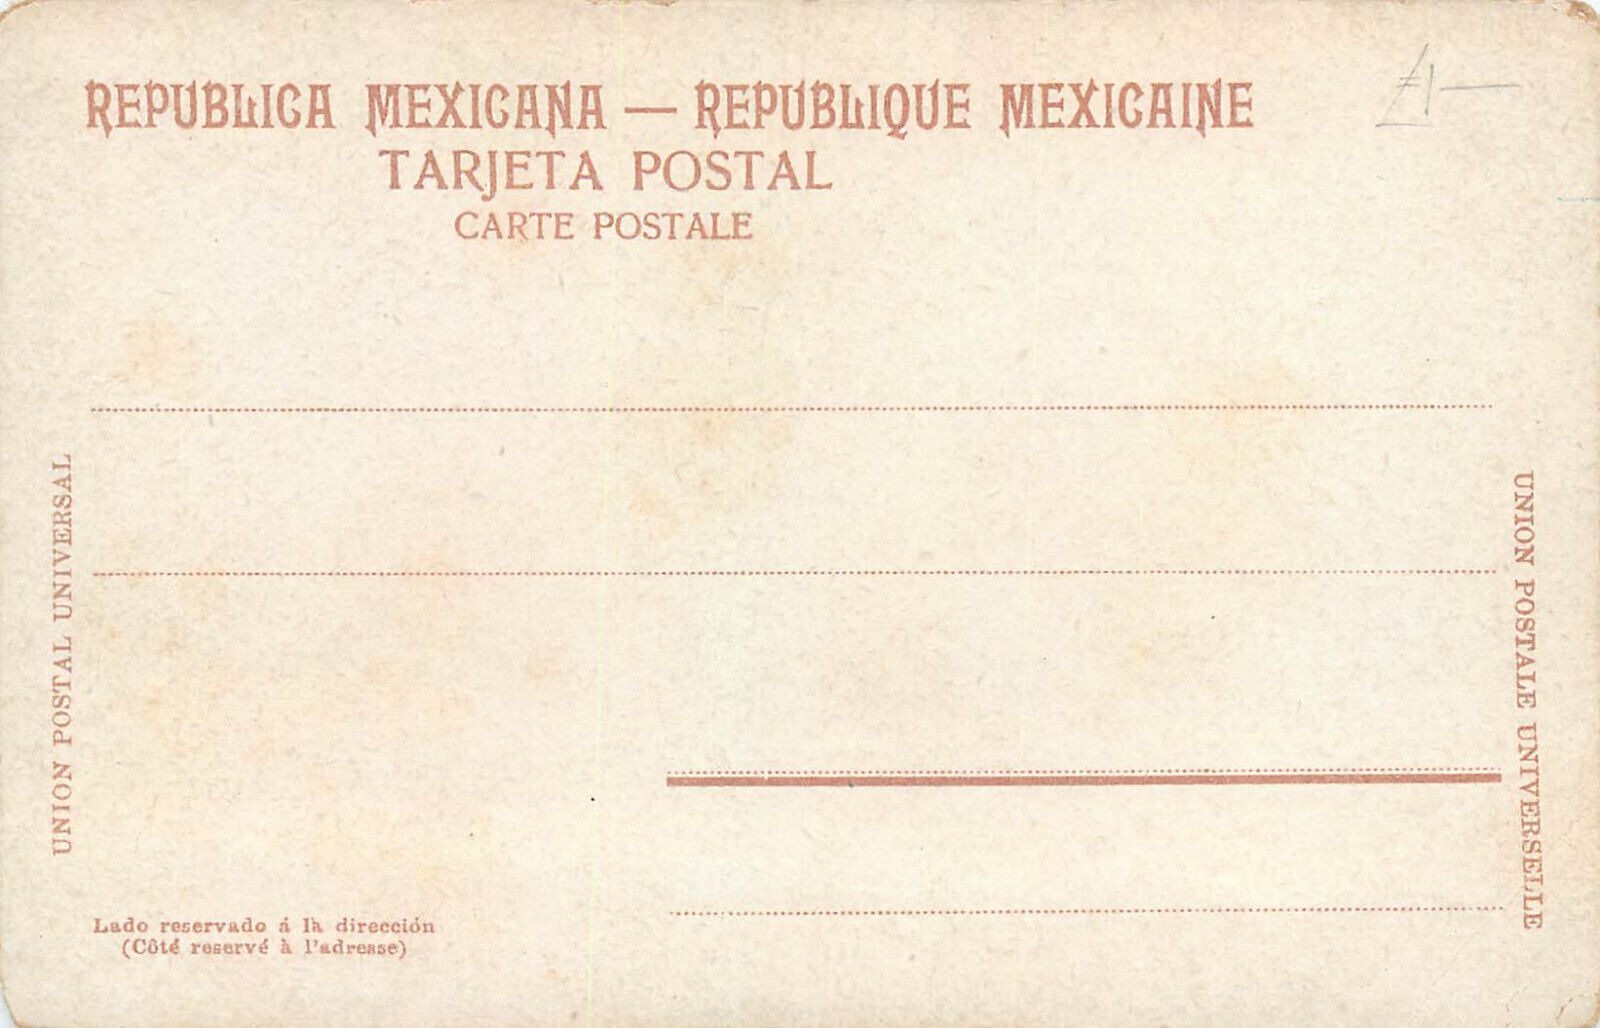 REPUBLICA MEXICANA — REPUBLIQUE MEXICAINE
£1—
TARJETA POSTAL
CARTE POSTALE
UNION POSTAL UNIVERSAL
UNION POSTALE UNIVERSELLE
Lado reservado á la dirección
(Côté reservé à l'adresse)